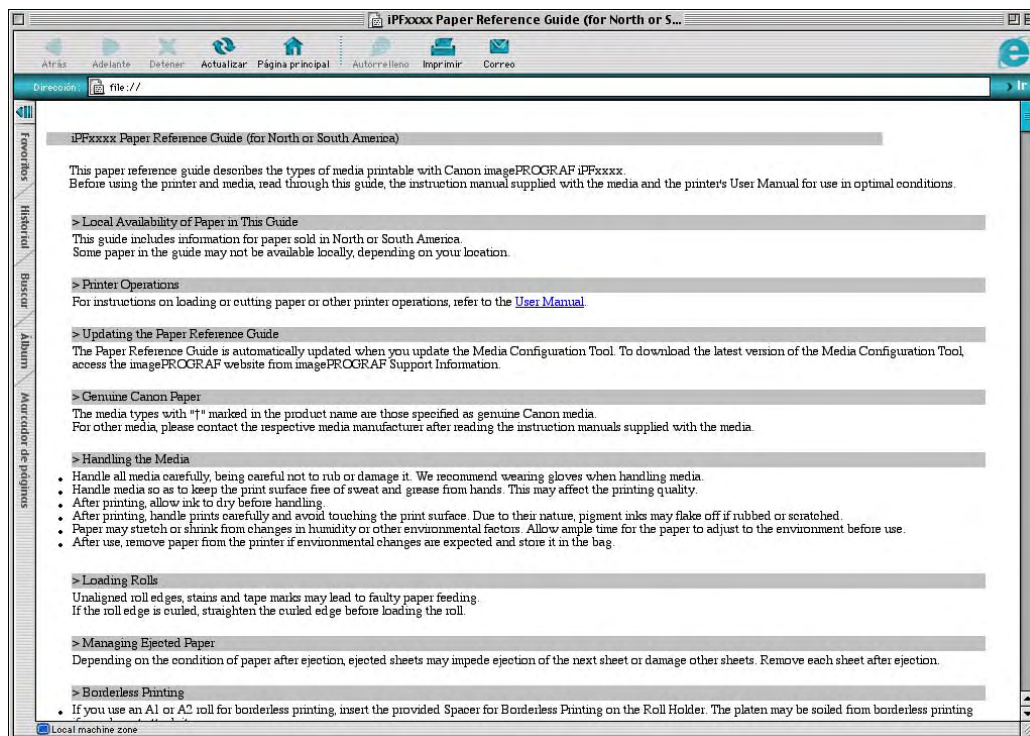 iPFxxxx Paper Reference Guide (for North or S...
Atrás Adelante Detener Actualizar Página principal Autorrelleno Imprimir Correo
Dirección: file:// Ir
Favoritos
Historial
Buscar
Álbum
Marcador de páginas
iPFxxxx Paper Reference Guide (for North or South America)
This paper reference guide describes the types of media printable with Canon imagePROGRAF iPFxxxx.
Before using the printer and media, read through this guide, the instruction manual supplied with the media and the printer's User Manual for use in optimal conditions.
> Local Availability of Paper in This Guide
This guide includes information for paper sold in North or South America.
Some paper in the guide may not be available locally, depending on your location.
> Printer Operations
For instructions on loading or cutting paper or other printer operations, refer to the User Manual.
> Updating the Paper Reference Guide
The Paper Reference Guide is automatically updated when you update the Media Configuration Tool. To download the latest version of the Media Configuration Tool,
access the imagePROGRAF website from imagePROGRAF Support Information.
> Genuine Canon Paper
The media types with "†" marked in the product name are those specified as genuine Canon media.
For other media, please contact the respective media manufacturer after reading the instruction manuals supplied with the media.
> Handling the Media
• Handle all media carefully, being careful not to rub or damage it. We recommend wearing gloves when handling media.
• Handle media so as to keep the print surface free of sweat and grease from hands. This may affect the printing quality.
• After printing, allow ink to dry before handling.
• After printing, handle prints carefully and avoid touching the print surface. Due to their nature, pigment inks may flake off if rubbed or scratched.
• Paper may stretch or shrink from changes in humidity or other environmental factors. Allow ample time for the paper to adjust to the environment before use.
• After use, remove paper from the printer if environmental changes are expected and store it in the bag.
> Loading Rolls
Unaligned roll edges, stains and tape marks may lead to faulty paper feeding.
If the roll edge is curled, straighten the curled edge before loading the roll.
> Managing Ejected Paper
Depending on the condition of paper after ejection, ejected sheets may impede ejection of the next sheet or damage other sheets. Remove each sheet after ejection.
> Borderless Printing
• If you use an A1 or A2 roll for borderless printing, insert the provided Spacer for Borderless Printing on the Roll Holder. The platen may be soiled from borderless printing
Local machine zone